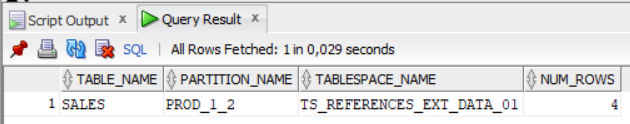 Script Output x Query Result x
SQL | All Rows Fetched: 1 in 0,029 seconds
TABLE_NAME PARTITION_NAME TABLESPACE_NAME NUM_ROWS
1 SALES PROD_1_2 TS_REFERENCES_EXT_DATA_01 4